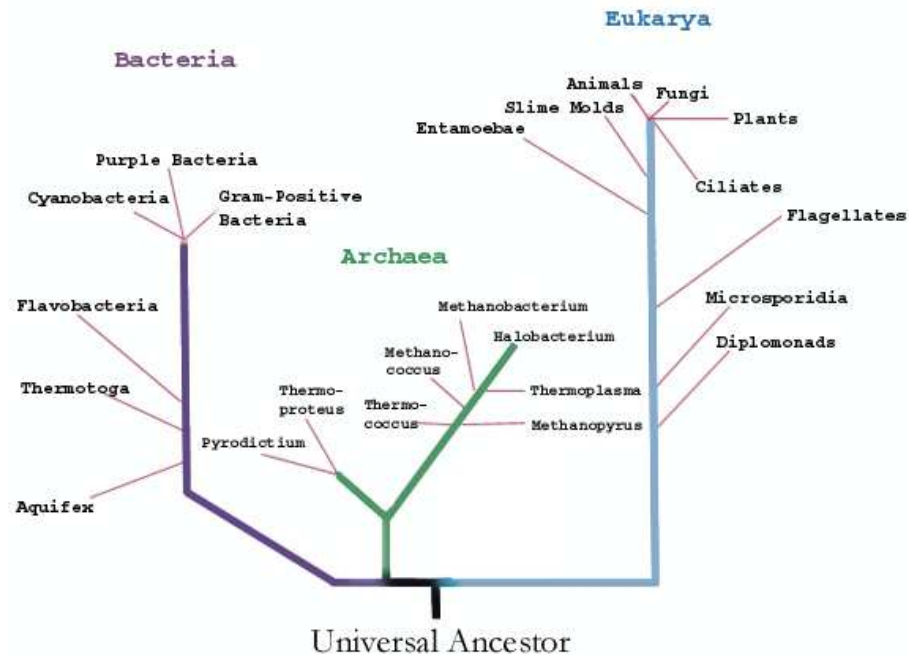 Eukarya
Bacteria
Animals
Fungi
Slime Molds
Plants
Entamoebae
Purple Bacteria
Ciliates
Cyanobacteria
Gram-Positive
Bacteria
Flagellates
Archaea
Flavobacteria
Methanobacterium
Microsporidia
Halobacterium
Diplomonads
Methano-
coccus
Thermotoga
Thermo-
proteus
Thermoplasma
Thermo-
coccus
Methanopyrus
Pyrodictium
Aquifex
Universal Ancestor